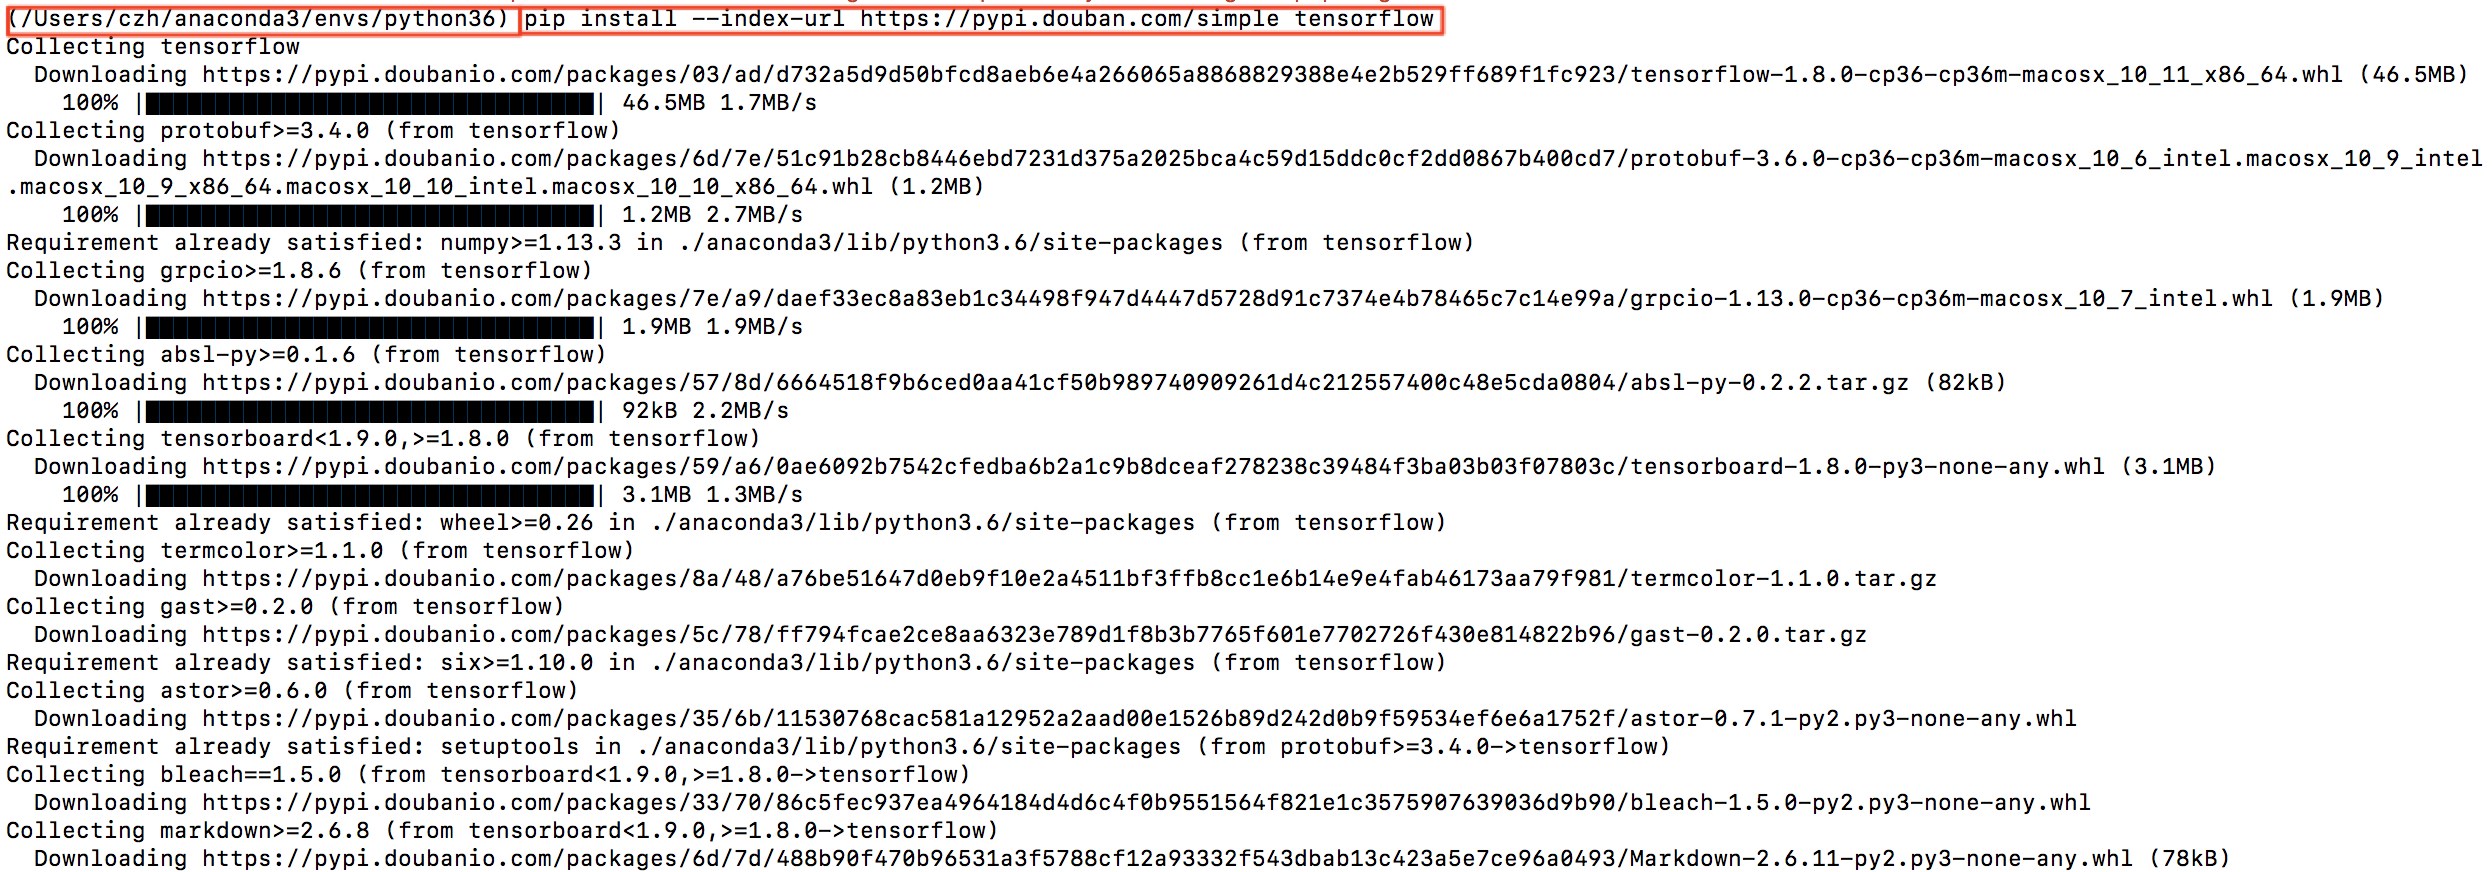 (/Users/czh/anaconda3/envs/python36) pip install --index-url https://pypi.douban.com/simple tensorflow
Collecting tensorflow
  Downloading https://pypi.doubanio.com/packages/03/ad/d732a5d9d50bfcd8aeb6e4a266065a8868829388e4e2b529ff689f1fc923/tensorflow-1.8.0-cp36-cp36m-macosx_10_11_x86_64.whl (46.5MB)
    100% |████████████████████████████████| 46.5MB 1.7MB/s
Collecting protobuf>=3.4.0 (from tensorflow)
  Downloading https://pypi.doubanio.com/packages/6d/7e/51c91b28cb8446ebd7231d375a2025bca4c59d15ddc0cf2dd0867b400cd7/protobuf-3.6.0-cp36-cp36m-macosx_10_6_intel.macosx_10_9_intel
.macosx_10_9_x86_64.macosx_10_10_intel.macosx_10_10_x86_64.whl (1.2MB)
    100% |████████████████████████████████| 1.2MB 2.7MB/s
Requirement already satisfied: numpy>=1.13.3 in ./anaconda3/lib/python3.6/site-packages (from tensorflow)
Collecting grpcio>=1.8.6 (from tensorflow)
  Downloading https://pypi.doubanio.com/packages/7e/a9/daef33ec8a83eb1c34498f947d4447d5728d91c7374e4b78465c7c14e99a/grpcio-1.13.0-cp36-cp36m-macosx_10_7_intel.whl (1.9MB)
    100% |████████████████████████████████| 1.9MB 1.9MB/s
Collecting absl-py>=0.1.6 (from tensorflow)
  Downloading https://pypi.doubanio.com/packages/57/8d/6664518f9b6ced0aa41cf50b989740909261d4c212557400c48e5cda0804/absl-py-0.2.2.tar.gz (82kB)
    100% |████████████████████████████████| 92kB 2.2MB/s
Collecting tensorboard<1.9.0,>=1.8.0 (from tensorflow)
  Downloading https://pypi.doubanio.com/packages/59/a6/0ae6092b7542cfedba6b2a1c9b8dceaf278238c39484f3ba03b03f07803c/tensorboard-1.8.0-py3-none-any.whl (3.1MB)
    100% |████████████████████████████████| 3.1MB 1.3MB/s
Requirement already satisfied: wheel>=0.26 in ./anaconda3/lib/python3.6/site-packages (from tensorflow)
Collecting termcolor>=1.1.0 (from tensorflow)
  Downloading https://pypi.doubanio.com/packages/8a/48/a76be51647d0eb9f10e2a4511bf3ffb8cc1e6b14e9e4fab46173aa79f981/termcolor-1.1.0.tar.gz
Collecting gast>=0.2.0 (from tensorflow)
  Downloading https://pypi.doubanio.com/packages/5c/78/ff794fcae2ce8aa6323e789d1f8b3b7765f601e7702726f430e814822b96/gast-0.2.0.tar.gz
Requirement already satisfied: six>=1.10.0 in ./anaconda3/lib/python3.6/site-packages (from tensorflow)
Collecting astor>=0.6.0 (from tensorflow)
  Downloading https://pypi.doubanio.com/packages/35/6b/11530768cac581a12952a2aad00e1526b89d242d0b9f59534ef6e6a1752f/astor-0.7.1-py2.py3-none-any.whl
Requirement already satisfied: setuptools in ./anaconda3/lib/python3.6/site-packages (from protobuf>=3.4.0->tensorflow)
Collecting bleach==1.5.0 (from tensorboard<1.9.0,>=1.8.0->tensorflow)
  Downloading https://pypi.doubanio.com/packages/33/70/86c5fec937ea4964184d4d6c4f0b9551564f821e1c3575907639036d9b90/bleach-1.5.0-py2.py3-none-any.whl
Collecting markdown>=2.6.8 (from tensorboard<1.9.0,>=1.8.0->tensorflow)
  Downloading https://pypi.doubanio.com/packages/6d/7d/488b90f470b96531a3f5788cf12a93332f543dbab13c423a5e7ce96a0493/Markdown-2.6.11-py2.py3-none-any.whl (78kB)